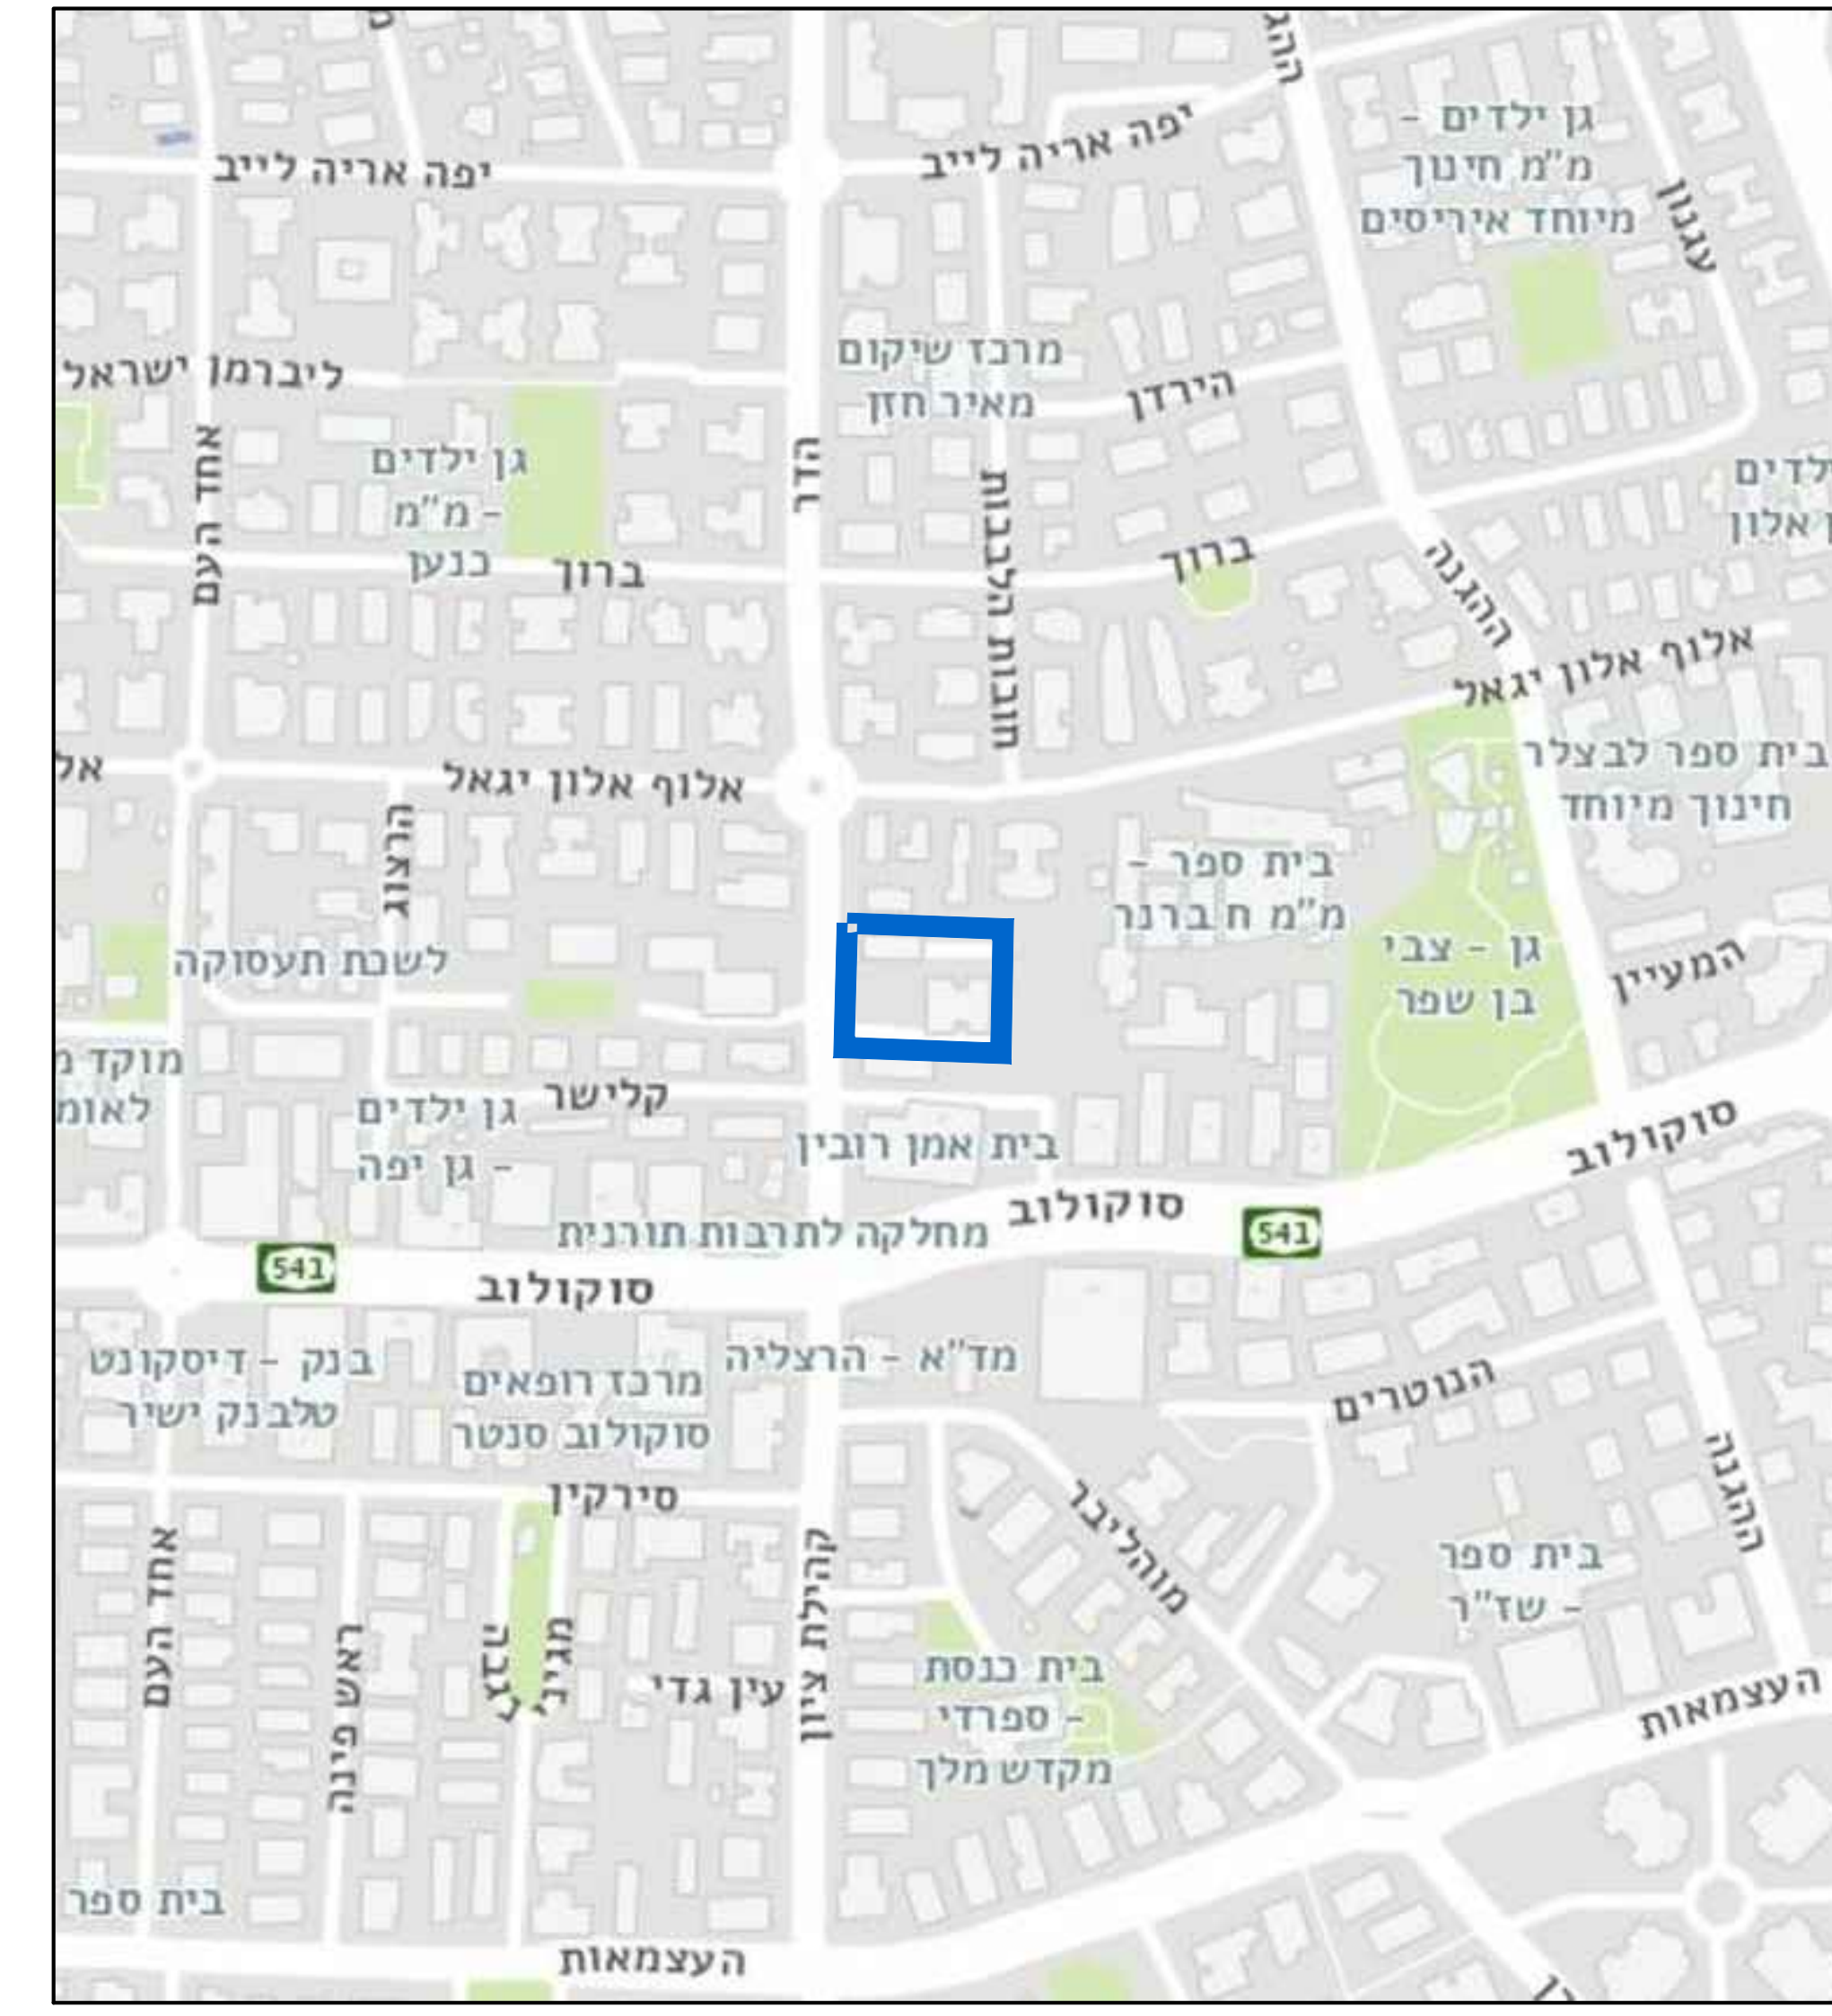 יפה אריה לייב
יפה אריה לייב
גן ילדים -
מ"מ חינוך
מיוחד איריסים
עגנון
ליברמן ישראל
מרכז שיקום
מאיר חזן
הירדן
אחד העם
גן ילדים
- מ"מ
כנען
הדר
חובבות הלבבות
ברוך
ברוך
ההגנה
אלוף אלון יגאל
אלוף אלון יגאל
בית ספר לבצלר
חינוך מיוחד
הרצוג
בית ספר -
מ"מ ח ברנר
לשכת תעסוקה
גן - צבי
בן שפר
המעיין
קלישר
גן ילדים
- גן יפה
בית אמן רובין
סוקולוב
סוקולוב
541
מחלקה לתרבות תורנית
541
סוקולוב
בנק - דיסקונט
טלבנק ישיר
מרכז רופאים
סוקולוב סנטר
מד"א - הרצליה
הנוטרים
ההגנה
סירקין
מוהליבר
אחד העם
ראש פינה
עין גדי
קהילת ציון
בית כנסת
- ספרדי
מקדש מלך
בית ספר
- שז"ר
העצמאות
בית ספר
העצמאות